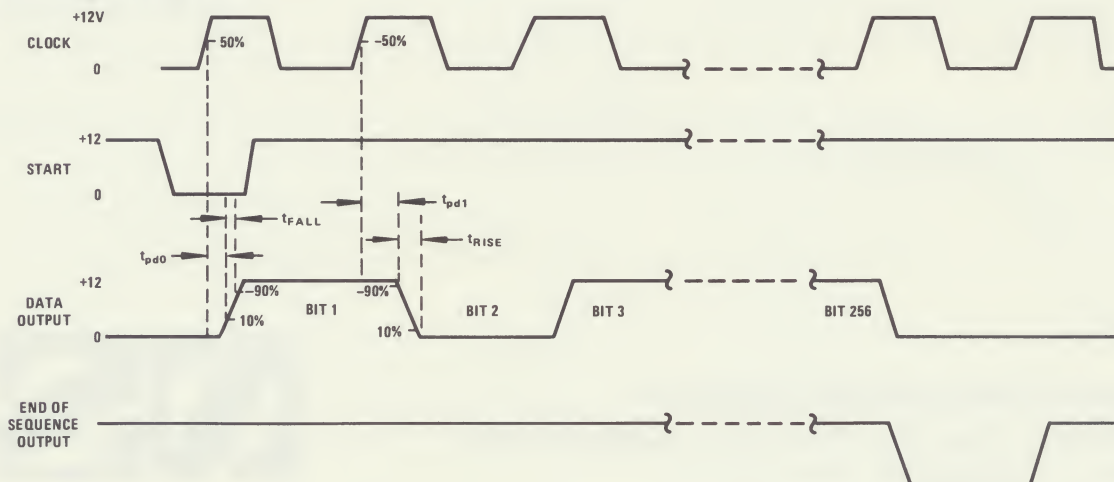 +12V
CLOCK
50%
-50%
0
+12
START
0
tFALL
tpd1
tpd0
tRISE
+12
-90%
-90%
DATA
OUTPUT
BIT 1
BIT 2
BIT 3
BIT 256
10%
10%
0
END OF
SEQUENCE
OUTPUT